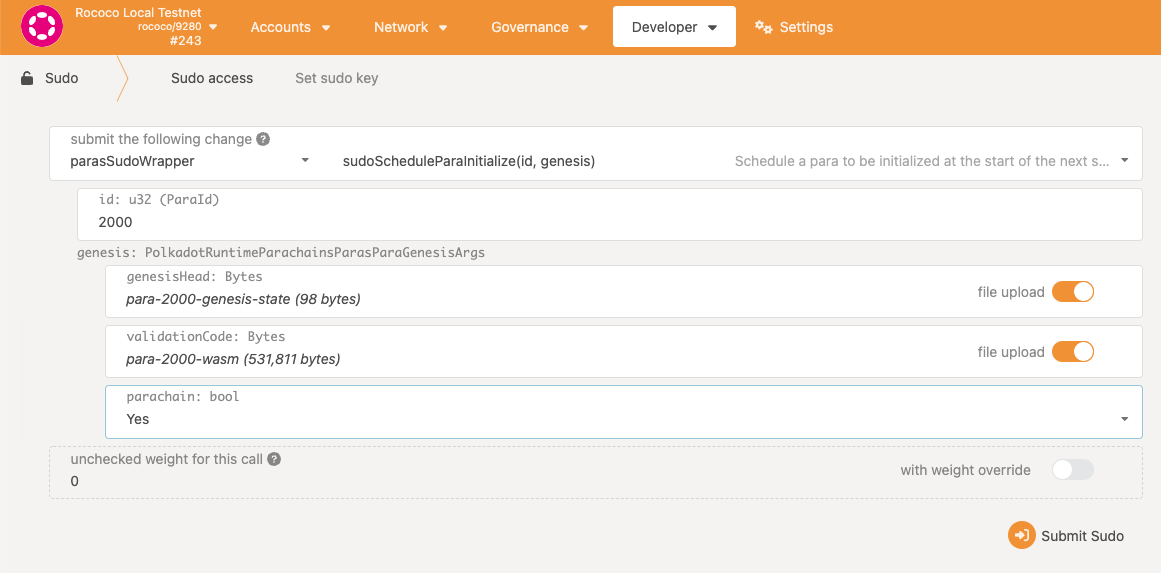 Rococo Local Testnet
rococo/9280
#243
Accounts
Network
Governance
Developer
Settings
Sudo
Sudo access
Set sudo key
submit the following change
parasSudoWrapper
sudoScheduleParaInitialize(id, genesis)
Schedule a para to be initialized at the start of the next s...
id: u32 (ParaId)
2000
genesis: PolkadotRuntimeParachainsParasParaGenesisArgs
genesisHead: Bytes
para-2000-genesis-state (98 bytes)
file upload
validationCode: Bytes
para-2000-wasm (531,811 bytes)
file upload
parachain: bool
Yes
unchecked weight for this call
0
with weight override
Submit Sudo